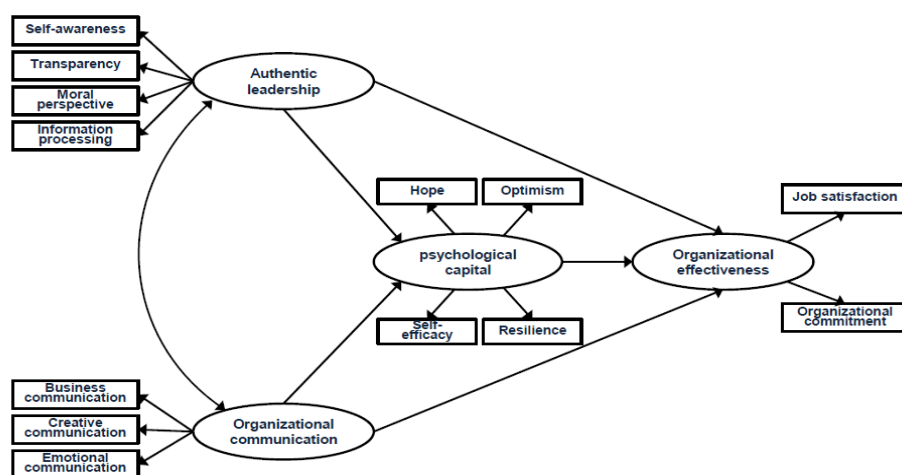 Self-awareness
Transparency
Moral
perspective
Information
processing
Authentic
leadership
Hope
Optimism
psychological
capital
Self-
efficacy
Resilience
Organizational
effectiveness
Job satisfaction
Organizational
commitment
Business
communication
Creative
communication
Emotional
communication
Organizational
communication